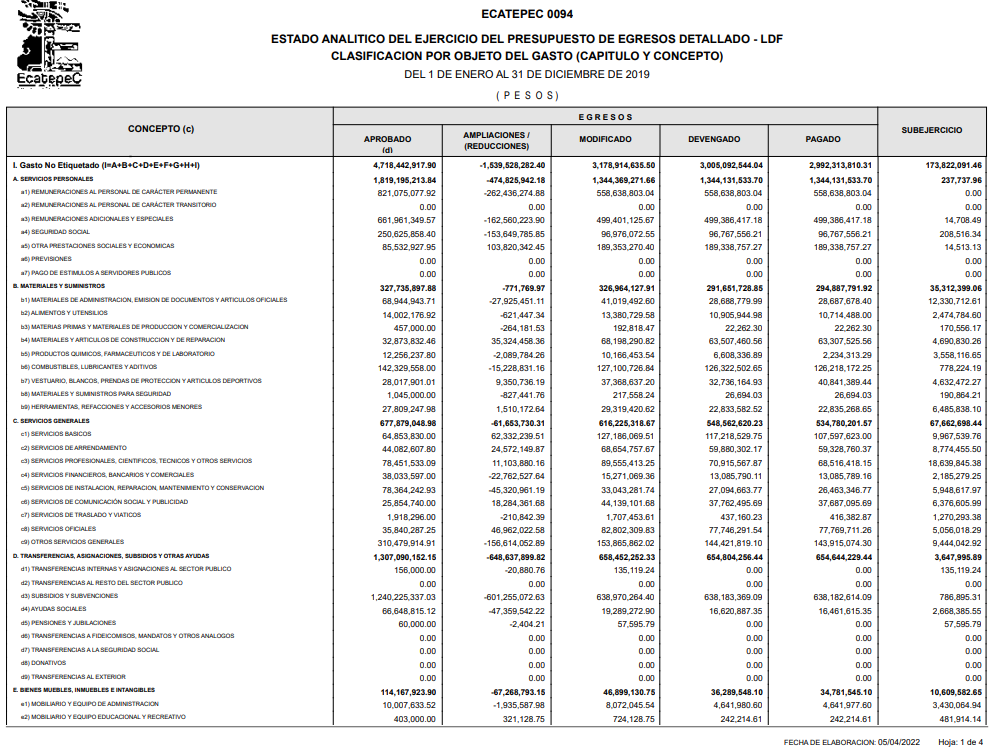 EcatepeC
ECATEPEC 0094
ESTADO ANALITICO DEL EJERCICIO DEL PRESUPUESTO DE EGRESOS DETALLADO - LDF
CLASIFICACION POR OBJETO DEL GASTO (CAPITULO Y CONCEPTO)
DEL 1 DE ENERO AL 31 DE DICIEMBRE DE 2019
( P E S O S )
CONCEPTO (c) E G R E S O S SUBEJERCICIO
APROBADO (d) AMPLIACIONES / (REDUCCIONES) MODIFICADO DEVENGADO PAGADO
I. Gasto No Etiquetado (I=A+B+C+D+E+F+G+H+I) 4,718,442,917.90 -1,539,528,282.40 3,178,914,635.50 3,005,092,544.04 2,992,313,810.31 173,822,091.46
A. SERVICIOS PERSONALES 1,819,195,213.84 -474,825,942.18 1,344,369,271.66 1,344,131,533.70 1,344,131,533.70 237,737.96
a1) REMUNERACIONES AL PERSONAL DE CARÁCTER PERMANENTE 821,075,077.92 -262,436,274.88 558,638,803.04 558,638,803.04 558,638,803.04 0.00
a2) REMUNERACIONES AL PERSONAL DE CARÁCTER TRANSITORIO 0.00 0.00 0.00 0.00 0.00 0.00
a3) REMUNERACIONES ADICIONALES Y ESPECIALES 661,961,349.57 -162,560,223.90 499,401,125.67 499,386,417.18 499,386,417.18 14,708.49
a4) SEGURIDAD SOCIAL 250,625,858.40 -153,649,785.85 96,976,072.55 96,767,556.21 96,767,556.21 208,516.34
a5) OTRA PRESTACIONES SOCIALES Y ECONOMICAS 85,532,927.95 103,820,342.45 189,353,270.40 189,338,757.27 189,338,757.27 14,513.13
a6) PREVISIONES 0.00 0.00 0.00 0.00 0.00 0.00
a7) PAGO DE ESTIMULOS A SERVIDORES PUBLICOS 0.00 0.00 0.00 0.00 0.00 0.00
B. MATERIALES Y SUMINISTROS 327,735,897.88 -771,769.97 326,964,127.91 291,651,728.85 294,887,791.92 35,312,399.06
b1) MATERIALES DE ADMINISTRACION, EMISION DE DOCUMENTOS Y ARTICULOS OFICIALES 68,944,943.71 -27,925,451.11 41,019,492.60 28,688,779.99 28,687,678.40 12,330,712.61
b2) ALIMENTOS Y UTENSILIOS 14,002,176.92 -621,447.34 13,380,729.58 10,905,944.98 10,714,488.00 2,474,784.60
b3) MATERIAS PRIMAS Y MATERIALES DE PRODUCCION Y COMERCIALIZACION 457,000.00 -264,181.53 192,818.47 22,262.30 22,262.30 170,556.17
b4) MATERIALES Y ARTICULOS DE CONSTRUCCION Y DE REPARACION 32,873,832.46 35,324,458.36 68,198,290.82 63,507,460.56 63,307,525.56 4,690,830.26
b5) PRODUCTOS QUIMICOS, FARMACEUTICOS Y DE LABORATORIO 12,256,237.80 -2,089,784.26 10,166,453.54 6,608,336.89 2,234,313.29 3,558,116.65
b6) COMBUSTIBLES, LUBRICANTES Y ADITIVOS 142,329,558.00 -15,228,831.16 127,100,726.84 126,322,502.65 126,218,172.25 778,224.19
b7) VESTUARIO, BLANCOS, PRENDAS DE PROTECCION Y ARTICULOS DEPORTIVOS 28,017,901.01 9,350,736.19 37,368,637.20 32,736,164.93 40,841,389.44 4,632,472.27
b8) MATERIALES Y SUMINISTROS PARA SEGURIDAD 1,045,000.00 -827,441.76 217,558.24 26,694.03 26,694.03 190,864.21
b9) HERRAMIENTAS, REFACCIONES Y ACCESORIOS MENORES 27,809,247.98 1,510,172.64 29,319,420.62 22,833,582.52 22,835,268.65 6,485,838.10
C. SERVICIOS GENERALES 677,879,048.98 -61,653,730.31 616,225,318.67 548,562,620.23 534,780,201.57 67,662,698.44
c1) SERVICIOS BASICOS 64,853,830.00 62,332,239.51 127,186,069.51 117,218,529.75 107,597,623.00 9,967,539.76
c2) SERVICIOS DE ARRENDAMIENTO 44,082,607.80 24,572,149.87 68,654,757.67 59,880,302.17 59,328,760.37 8,774,455.50
c3) SERVICIOS PROFESIONALES, CIENTIFICOS, TECNICOS Y OTROS SERVICIOS 78,451,533.09 11,103,880.16 89,555,413.25 70,915,567.87 68,516,418.15 18,639,845.38
c4) SERVICIOS FINANCIEROS, BANCARIOS Y COMERCIALES 38,033,597.00 -22,762,527.64 15,271,069.36 13,085,790.11 13,085,789.16 2,185,279.25
c5) SERVICIOS DE INSTALACION, REPARACION, MANTENIMIENTO Y CONSERVACION 78,364,242.93 -45,320,961.19 33,043,281.74 27,094,663.77 26,463,346.77 5,948,617.97
c6) SERVICIOS DE COMUNICACIÓN SOCIAL Y PUBLICIDAD 25,854,740.00 18,284,361.68 44,139,101.68 37,762,495.69 37,687,095.69 6,376,605.99
c7) SERVICIOS DE TRASLADO Y VIATICOS 1,918,296.00 -210,842.39 1,707,453.61 437,160.23 416,382.87 1,270,293.38
c8) SERVICIOS OFICIALES 35,840,287.25 46,962,022.58 82,802,309.83 77,746,291.54 77,769,711.26 5,056,018.29
c9) OTROS SERVICIOS GENERALES 310,479,914.91 -156,614,052.89 153,865,862.02 144,421,819.10 143,915,074.30 9,444,042.92
D. TRANSFERENCIAS, ASIGNACIONES, SUBSIDIOS Y OTRAS AYUDAS 1,307,090,152.15 -648,637,899.82 658,452,252.33 654,804,256.44 654,644,229.44 3,647,995.89
d1) TRANSFERENCIAS INTERNAS Y ASIGNACIONES AL SECTOR PUBLICO 156,000.00 -20,880.76 135,119.24 0.00 0.00 135,119.24
d2) TRANSFERENCIAS AL RESTO DEL SECTOR PUBLICO 0.00 0.00 0.00 0.00 0.00 0.00
d3) SUBSIDIOS Y SUBVENCIONES 1,240,225,337.03 -601,255,072.63 638,970,264.40 638,183,369.09 638,182,614.09 786,895.31
d4) AYUDAS SOCIALES 66,648,815.12 -47,359,542.22 19,289,272.90 16,620,887.35 16,461,615.35 2,668,385.55
d5) PENSIONES Y JUBILACIONES 60,000.00 -2,404.21 57,595.79 0.00 0.00 57,595.79
d6) TRANSFERENCIAS A FIDEICOMISOS, MANDATOS Y OTROS ANALOGOS 0.00 0.00 0.00 0.00 0.00 0.00
d7) TRANSFERENCIAS A LA SEGURIDAD SOCIAL 0.00 0.00 0.00 0.00 0.00 0.00
d8) DONATIVOS 0.00 0.00 0.00 0.00 0.00 0.00
d9) TRANSFERENCIAS AL EXTERIOR 0.00 0.00 0.00 0.00 0.00 0.00
E. BIENES MUEBLES, INMUEBLES E INTANGIBLES 114,167,923.90 -67,268,793.15 46,899,130.75 36,289,548.10 34,781,545.10 10,609,582.65
e1) MOBILIARIO Y EQUIPO DE ADMINISTRACION 10,007,633.52 -1,935,587.98 8,072,045.54 4,641,980.60 4,641,977.60 3,430,064.94
e2) MOBILIARIO Y EQUIPO EDUCACIONAL Y RECREATIVO 403,000.00 321,128.75 724,128.75 242,214.61 242,214.61 481,914.14
FECHA DE ELABORACION: 05/04/2022 Hoja: 1 de 4